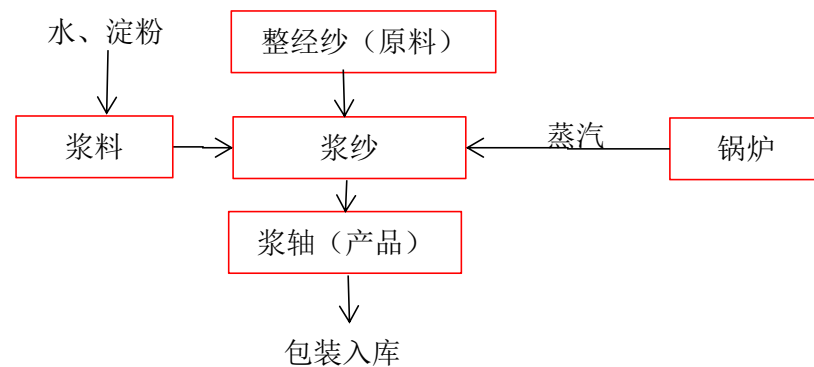 水、淀粉
整经纱（原料）
浆料
浆纱
蒸汽
锅炉
浆轴（产品）
包装入库